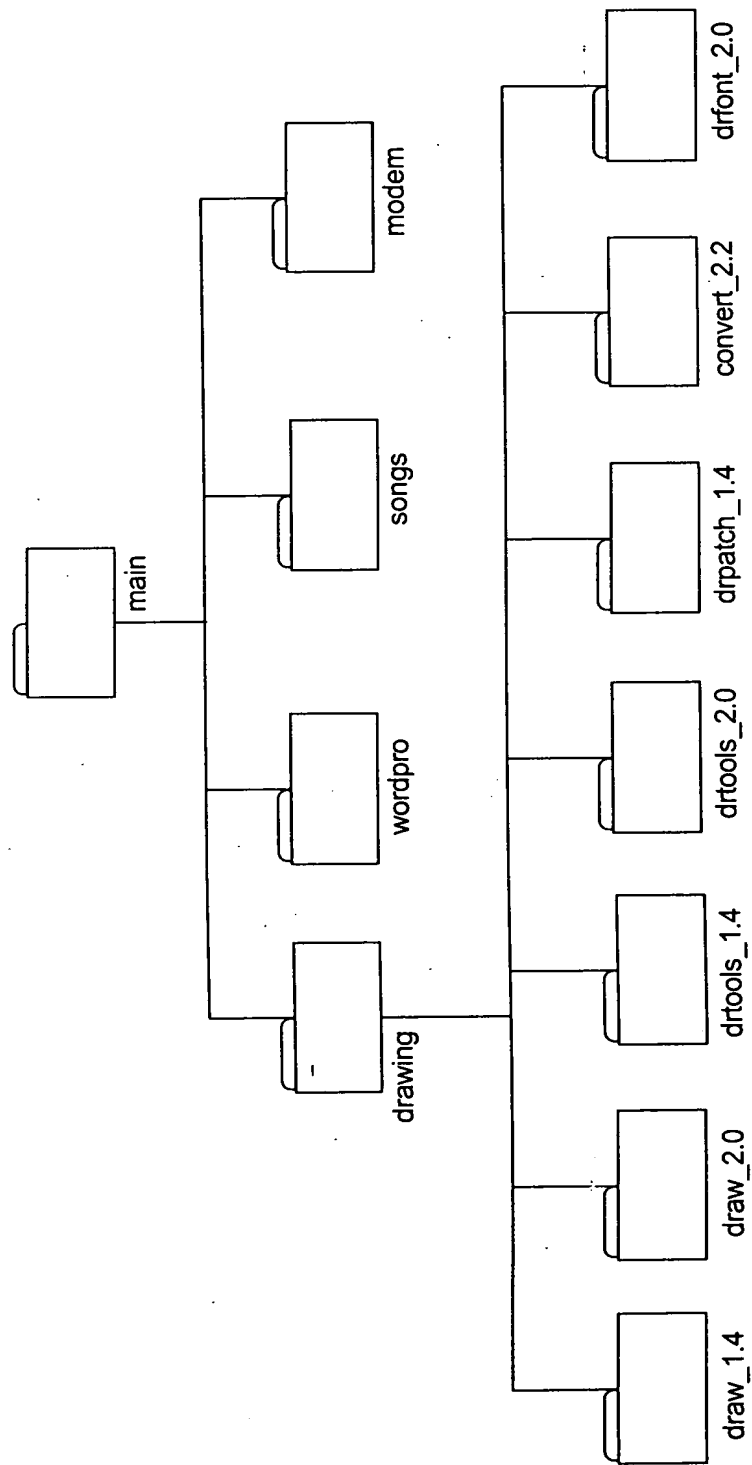 main
drawing
wordpro
songs
modem
draw_1.4
draw_2.0
drtools_1.4
drtools_2.0
drpatch_1.4
convert_2.2
drfont_2.0